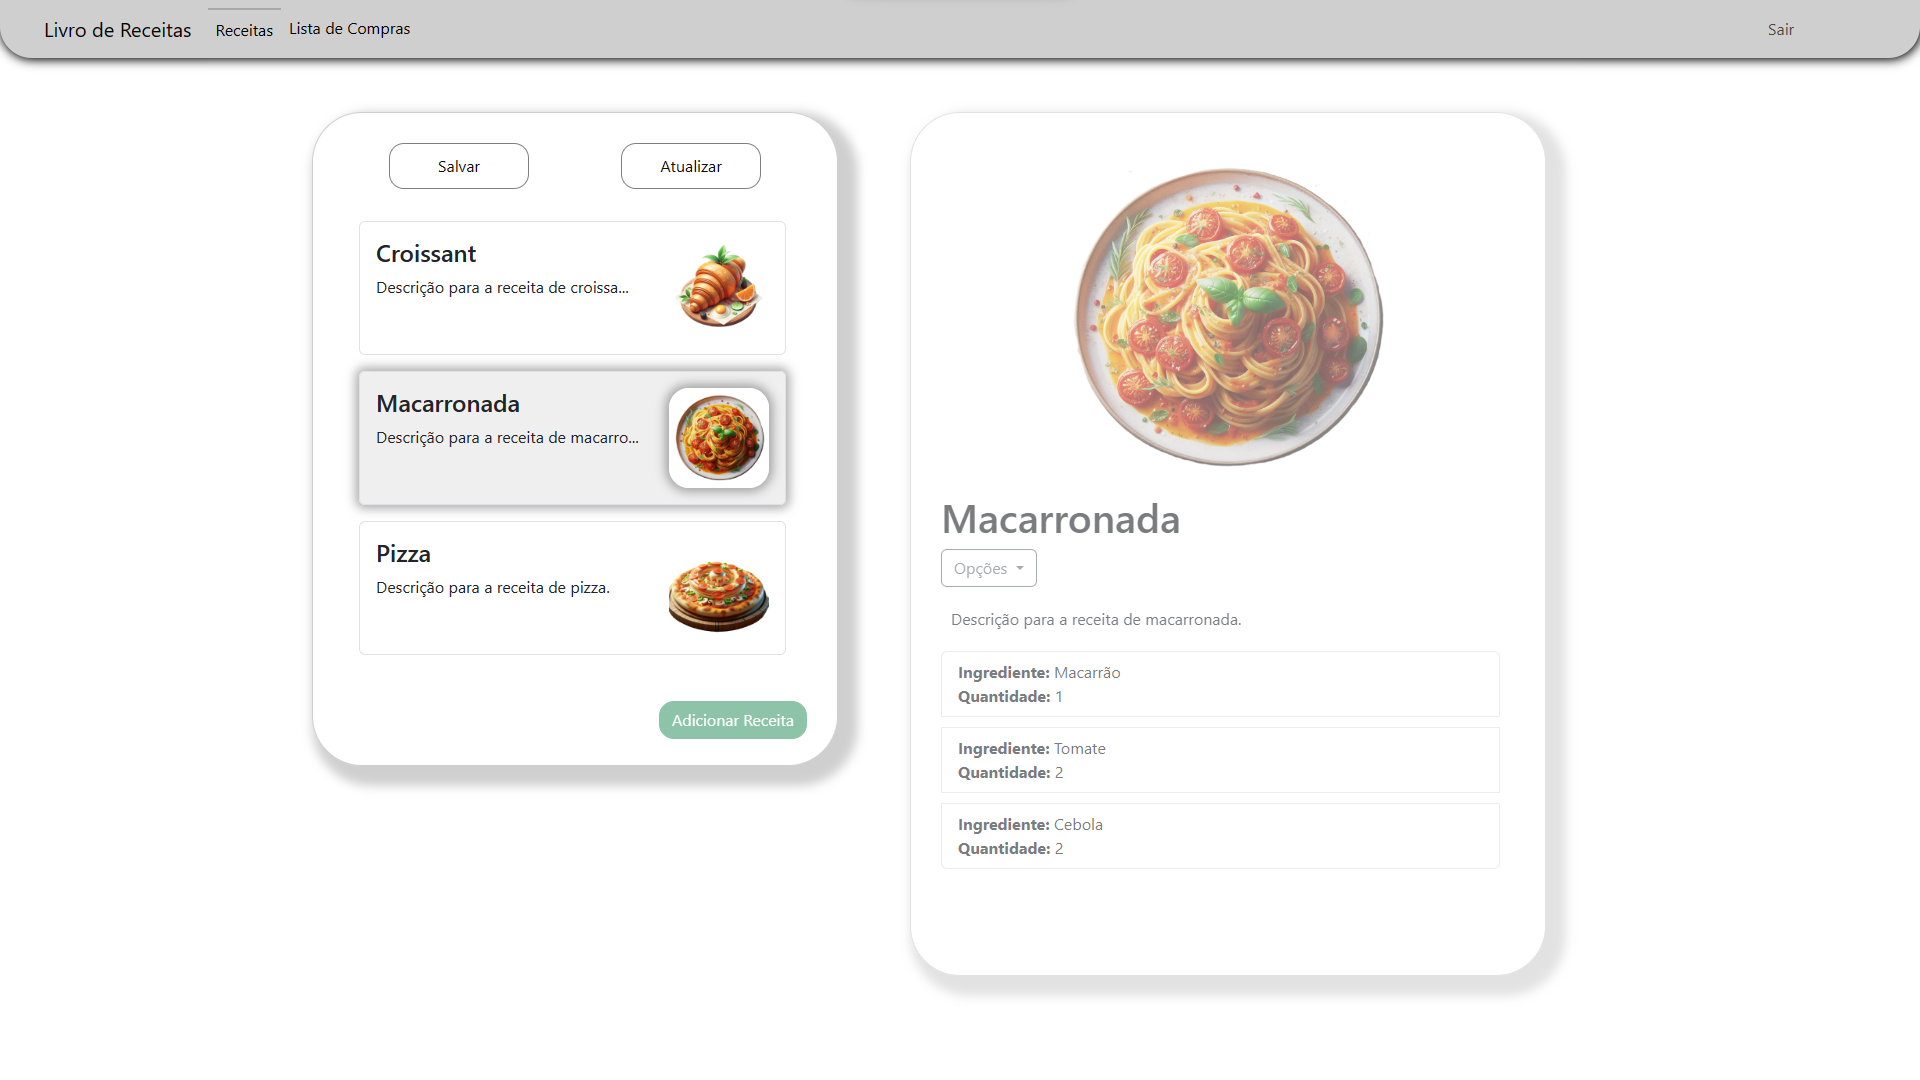 Livro de Receitas Receitas Lista de Compras Sair
Salvar Atualizar
Croissant
Descrição para a receita de croissa...
Macarronada
Descrição para a receita de macarro...
Pizza
Descrição para a receita de pizza.
Adicionar Receita
Macarronada
Opções
Descrição para a receita de macarronada.
Ingrediente: Macarrão
Quantidade: 1
Ingrediente: Tomate
Quantidade: 2
Ingrediente: Cebola
Quantidade: 2